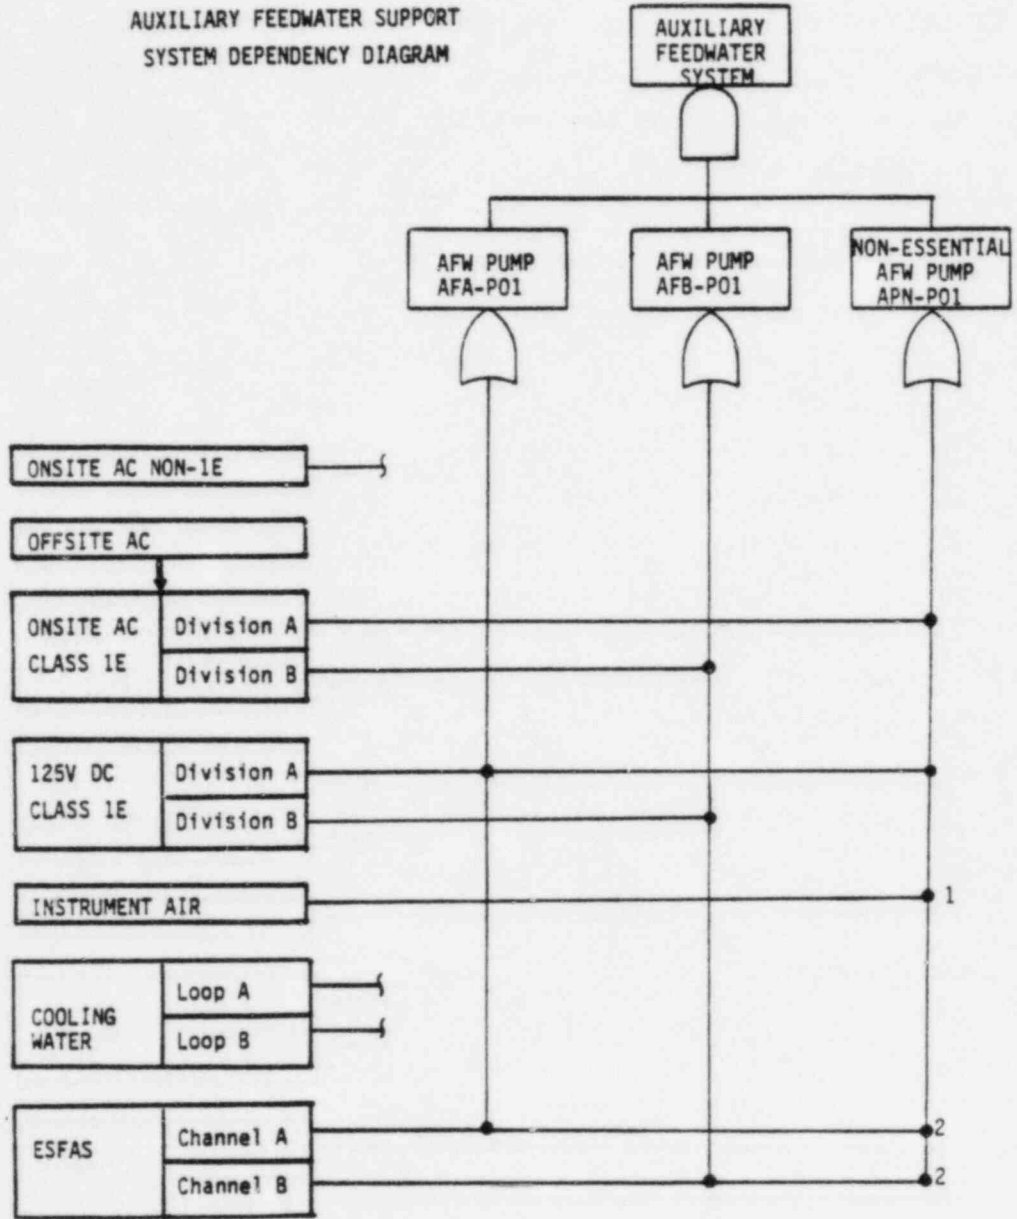 AUXILIARY FEEDWATER SUPPORT
SYSTEM DEPENDENCY DIAGRAM
AUXILIARY
FEEDWATER
SYSTEM
AFW PUMP
AFA-P01
AFW PUMP
AFB-P01
NON-ESSENTIAL
AFW PUMP
APN-P01
ONSITE AC NON-1E
OFFSITE AC
ONSITE AC
CLASS 1E
Division A
Division B
125V DC
CLASS 1E
Division A
Division B
INSTRUMENT AIR
1
COOLING
WATER
Loop A
Loop B
ESFAS
Channel A
2
Channel B
2